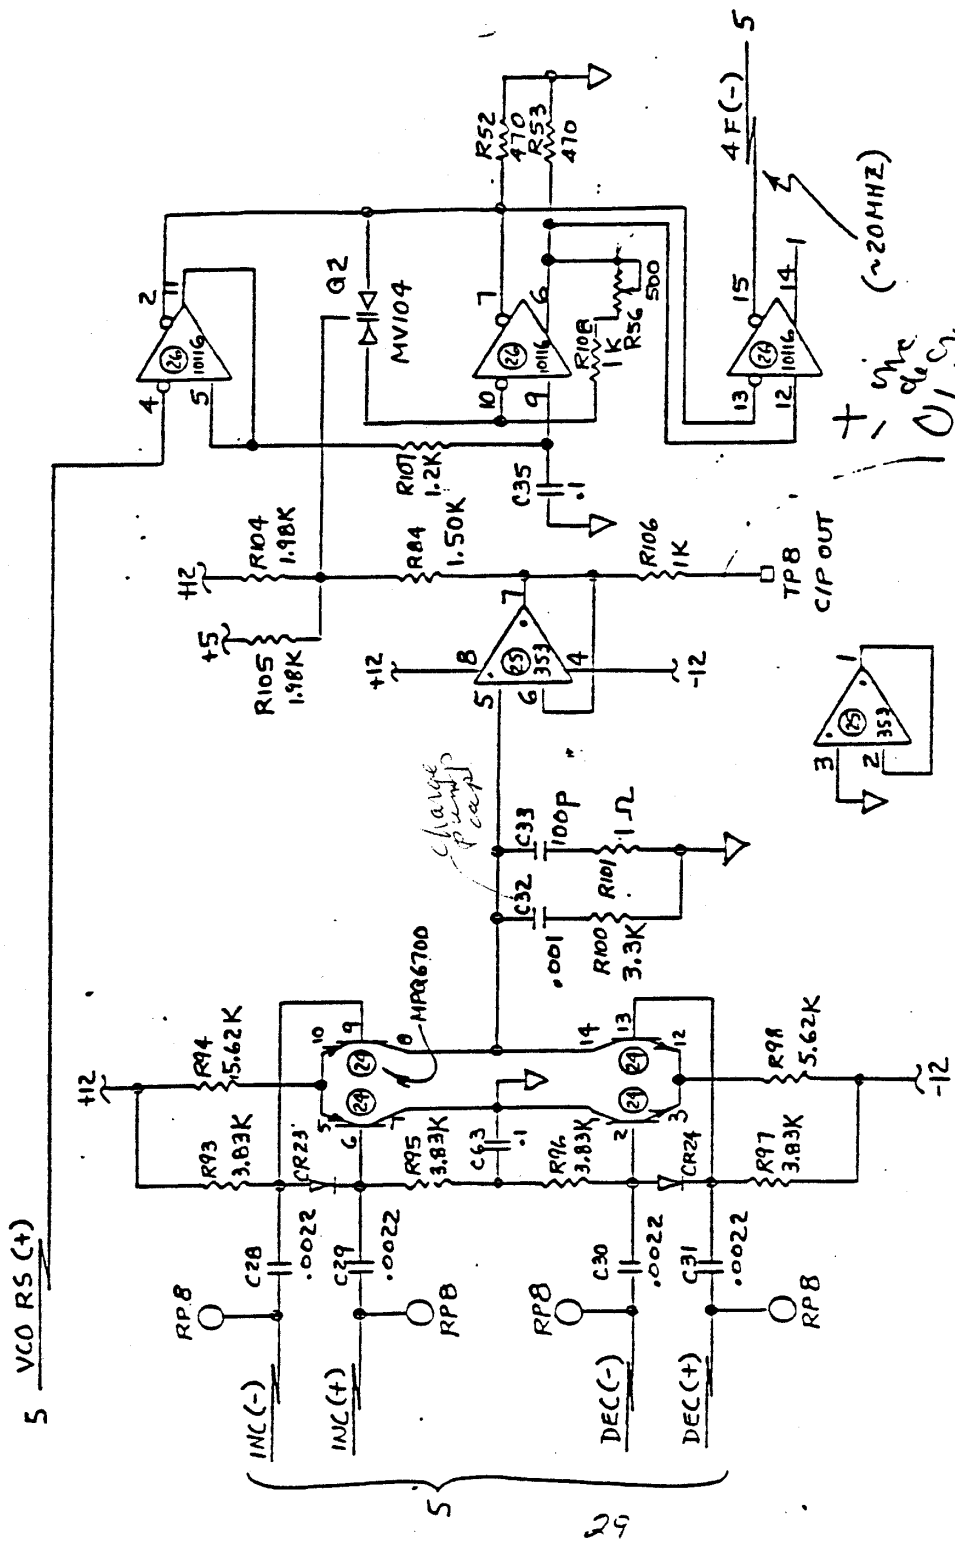 5 VCO RS (+)
INC(-)
INC(+)
DEC(-)
DEC(+)
5
29
RP8
RP8
RP8
RP8
C28
.0022
C29
.0022
C30
.0022
C31
.0022
+12
R93
3.83K
R94
15.62K
CR23
R95
3.83K
C63
.1
R96
3.83K
CR24
R97
3.83K
R98
5.62K
-12
5
6
7
24
24
10
9
8
MPQ6700
2
3
24
24
14
13
12
charge
pump
cap
C32
.001
R100
3.3K
C33
100P
R101
1Ω
+5
R105
1.98K
+12
R104
1.98K
R84
1.50K
+12
8
5
6
25
353
7
4
-12
R106
1K
TP8
C/P OUT
3
2
25
353
1
4
5
26
10116
2
11
Q2
MV104
R107
1.2K
C35
.1
10
9
26
10116
7
6
R108
1K
R56
500
R52
470
R53
470
13
12
26
10116
15
14
4F(-) 5
(~20MHZ)
+ inc
- dec